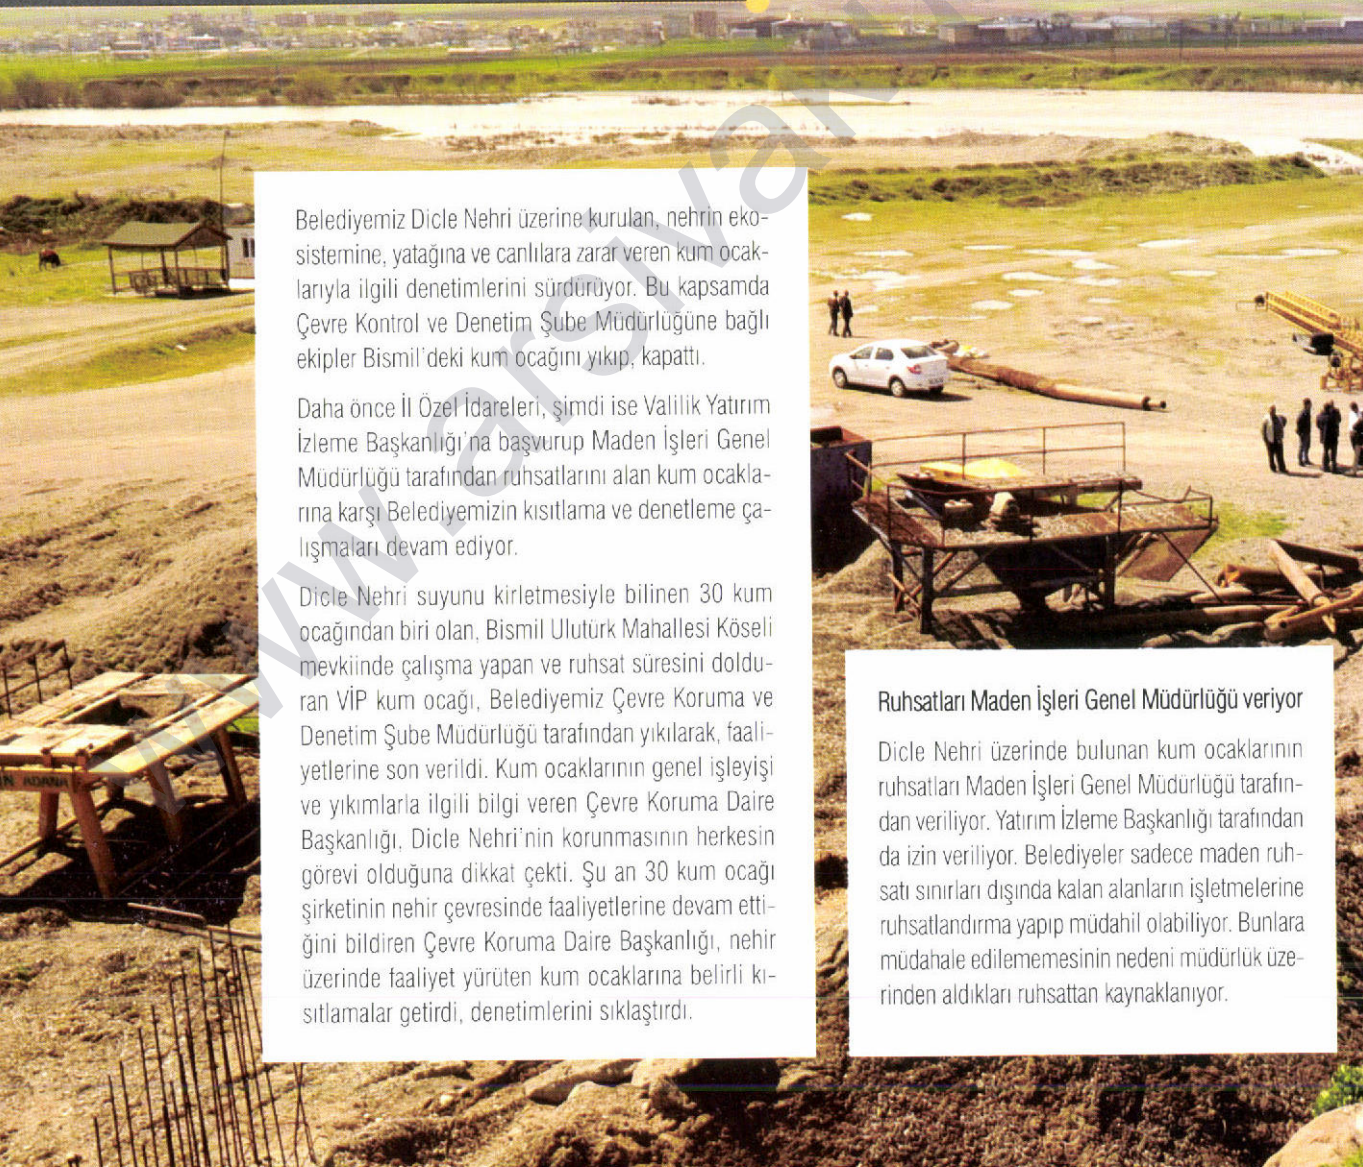 Belediyemiz Dicle Nehri üzerine kurulan, nehrin eko-
sistemine, yatağına ve canlılara zarar veren kum ocak-
larıyla ilgili denetimlerini sürdürüyor. Bu kapsamda
Çevre Kontrol ve Denetim Şube Müdürlüğüne bağlı
ekipler Bismil'deki kum ocağını yıkıp, kapattı.
Daha önce İl Özel İdareleri, şimdi ise Valilik Yatırım
İzleme Başkanlığı'na başvurup Maden İşleri Genel
Müdürlüğü tarafından ruhsatlarını alan kum ocakla-
rına karşı Belediyemizin kısıtlama ve denetleme ça-
lışmaları devam ediyor.
Dicle Nehri suyunu kirletmesiyle bilinen 30 kum
ocağından biri olan, Bismil Ulutürk Mahallesi Köseli
mevkiinde çalışma yapan ve ruhsat süresini doldu-
ran VİP kum ocağı, Belediyemiz Çevre Koruma ve
Denetim Şube Müdürlüğü tarafından yıkılarak, faali-
yetlerine son verildi. Kum ocaklarının genel işleyişi
ve yıkımlarla ilgili bilgi veren Çevre Koruma Daire
Başkanlığı, Dicle Nehri'nin korunmasının herkesin
görevi olduğuna dikkat çekti. Şu an 30 kum ocağı
şirketinin nehir çevresinde faaliyetlerine devam etti-
ğini bildiren Çevre Koruma Daire Başkanlığı, nehir
üzerinde faaliyet yürüten kum ocaklarına belirli kı-
sıtlamalar getirdi, denetimlerini sıklaştırdı.
Ruhsatları Maden İşleri Genel Müdürlüğü veriyor
Dicle Nehri üzerinde bulunan kum ocaklarının
ruhsatları Maden İşleri Genel Müdürlüğü tarafın-
dan veriliyor. Yatırım İzleme Başkanlığı tarafından
da izin veriliyor. Belediyeler sadece maden ruh-
satı sınırları dışında kalan alanların işletmelerine
ruhsatlandırma yapıp müdahil olabiliyor. Bunlara
müdahale edilememesinin nedeni müdürlük üze-
rinden aldıkları ruhsattan kaynaklanıyor.
ADANA
www.arsivak